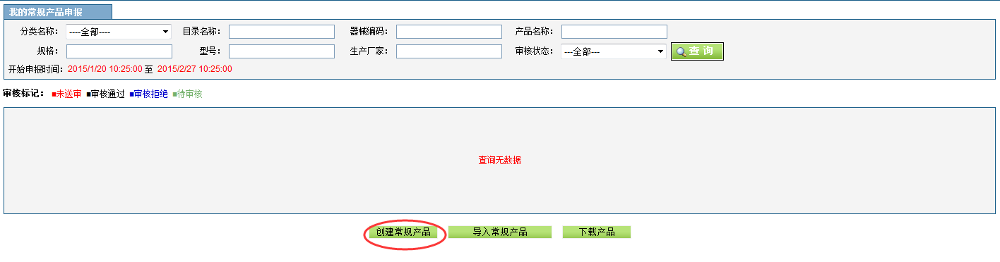 我的常规产品申报
分类名称： ----全部---- 目录名称： 器械编码： 产品名称：
规格： 型号： 生产厂家： 审核状态： ---全部--- 查 询
开始申报时间：2015/1/20 10:25:00 至 2015/2/27 10:25:00
审核标记： ■未送审 ■审核通过 ■审核拒绝 ■待审核
查询无数据
创建常规产品 导入常规产品 下载产品